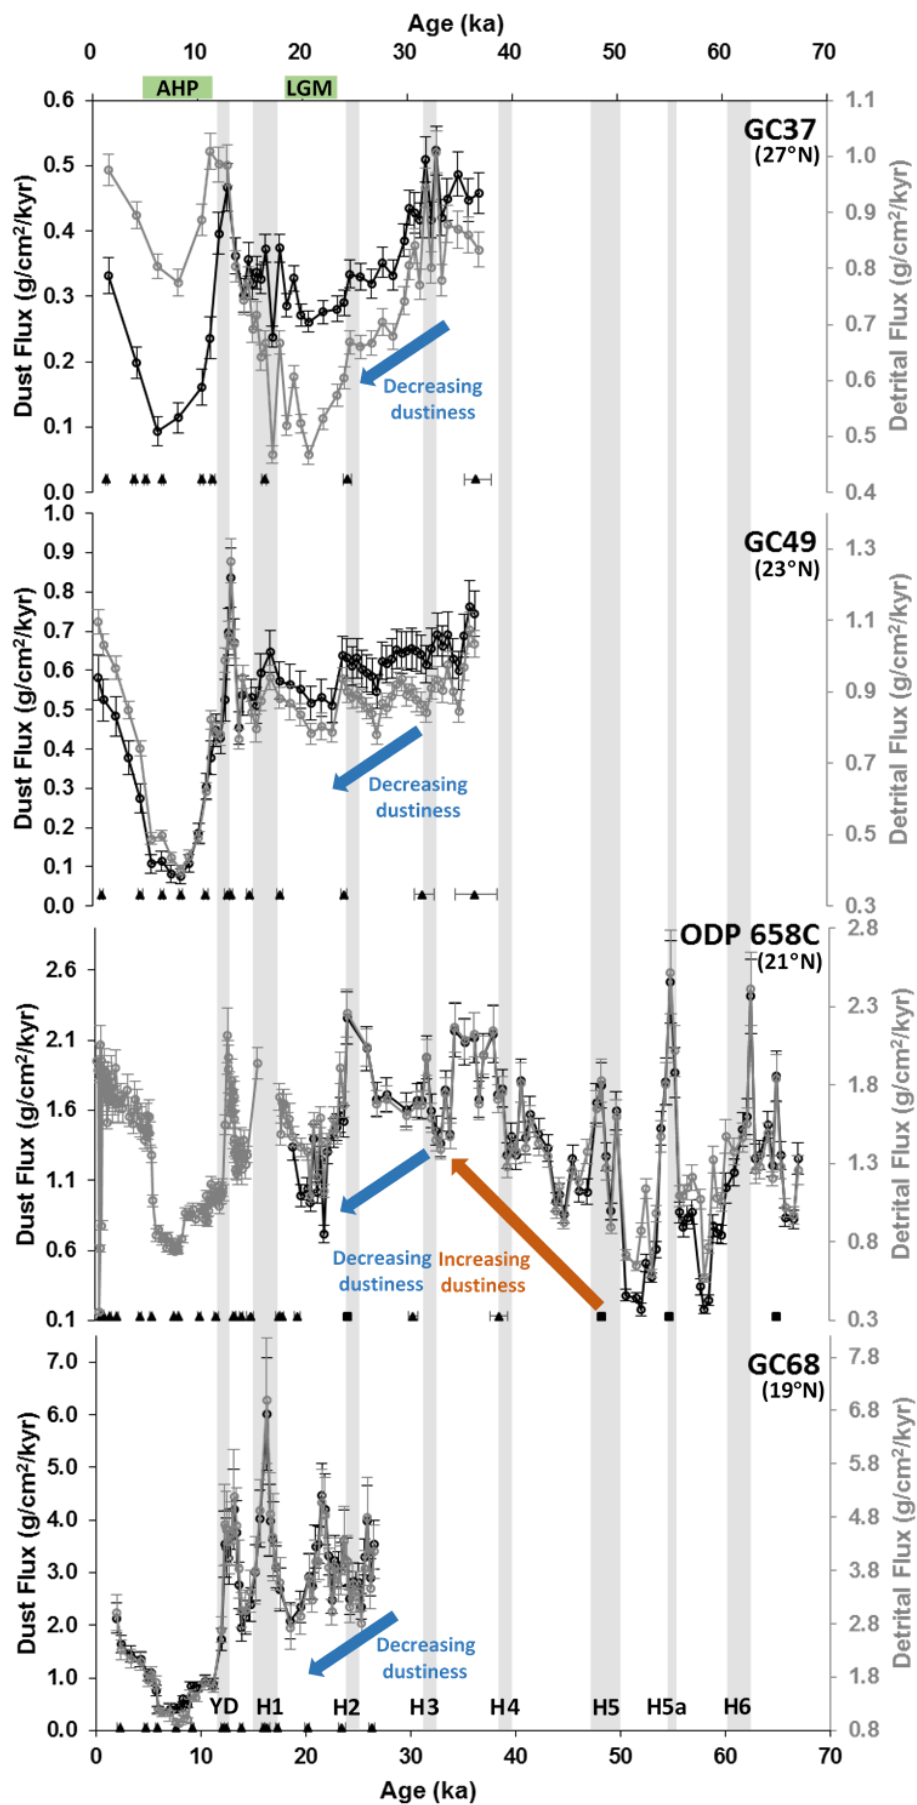 Age (ka)
0 10 20 30 40 50 60 70
AHP LGM
0.6
0.5
0.4
0.3
0.2
0.1
0.0
Dust Flux (g/cm²/kyr)
GC37
(27°N)
Decreasing
dustiness
1.1
1.0
0.9
0.8
0.7
0.6
0.5
0.4
Detrital Flux (g/cm²/kyr)
1.0
0.9
0.8
0.7
0.6
0.5
0.4
0.3
0.2
0.1
0.0
Dust Flux (g/cm²/kyr)
GC49
(23°N)
Decreasing
dustiness
1.3
1.1
0.9
0.7
0.5
0.3
Detrital Flux (g/cm²/kyr)
2.6
2.1
1.6
1.1
0.6
0.1
Dust Flux (g/cm²/kyr)
ODP 658C
(21°N)
Decreasing
dustiness
Increasing
dustiness
2.8
2.3
1.8
1.3
0.8
0.3
Detrital Flux (g/cm²/kyr)
7.0
6.0
5.0
4.0
3.0
2.0
1.0
0.0
Dust Flux (g/cm²/kyr)
GC68
(19°N)
Decreasing
dustiness
YD H1 H2 H3 H4 H5 H5a H6
7.8
6.8
5.8
4.8
3.8
2.8
1.8
0.8
Detrital Flux (g/cm²/kyr)
0 10 20 30 40 50 60 70
Age (ka)